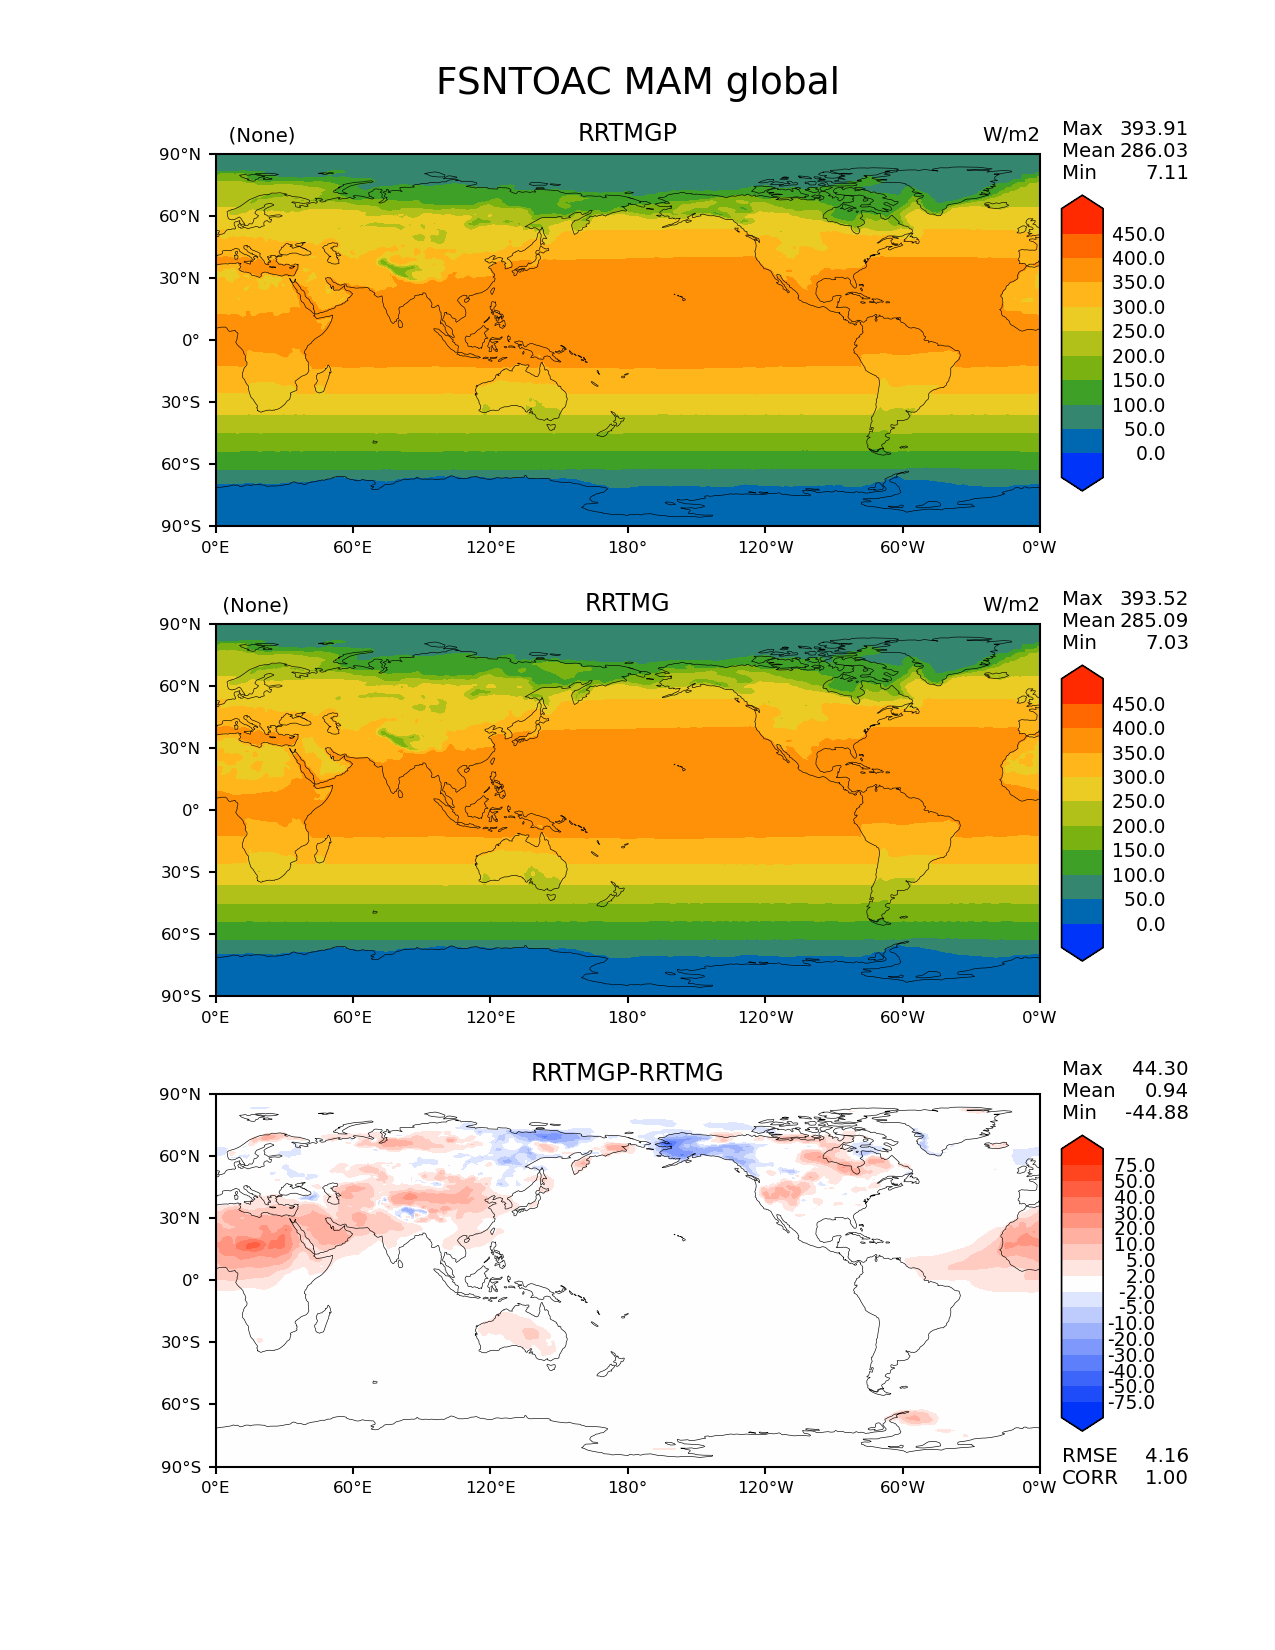 FSNTOAC MAM global
(None) RRTMGP W/m2
Max 393.91
Mean 286.03
Min 7.11
90°N
60°N
30°N
0°
30°S
60°S
90°S
0°E 60°E 120°E 180° 120°W 60°W 0°W
450.0
400.0
350.0
300.0
250.0
200.0
150.0
100.0
50.0
0.0
(None) RRTMG W/m2
Max 393.52
Mean 285.09
Min 7.03
90°N
60°N
30°N
0°
30°S
60°S
90°S
0°E 60°E 120°E 180° 120°W 60°W 0°W
450.0
400.0
350.0
300.0
250.0
200.0
150.0
100.0
50.0
0.0
RRTMGP-RRTMG
Max 44.30
Mean 0.94
Min -44.88
90°N
60°N
30°N
0°
30°S
60°S
90°S
0°E 60°E 120°E 180° 120°W 60°W 0°W
75.0
50.0
40.0
30.0
20.0
10.0
5.0
2.0
-2.0
-5.0
-10.0
-20.0
-30.0
-40.0
-50.0
-75.0
RMSE 4.16
CORR 1.00